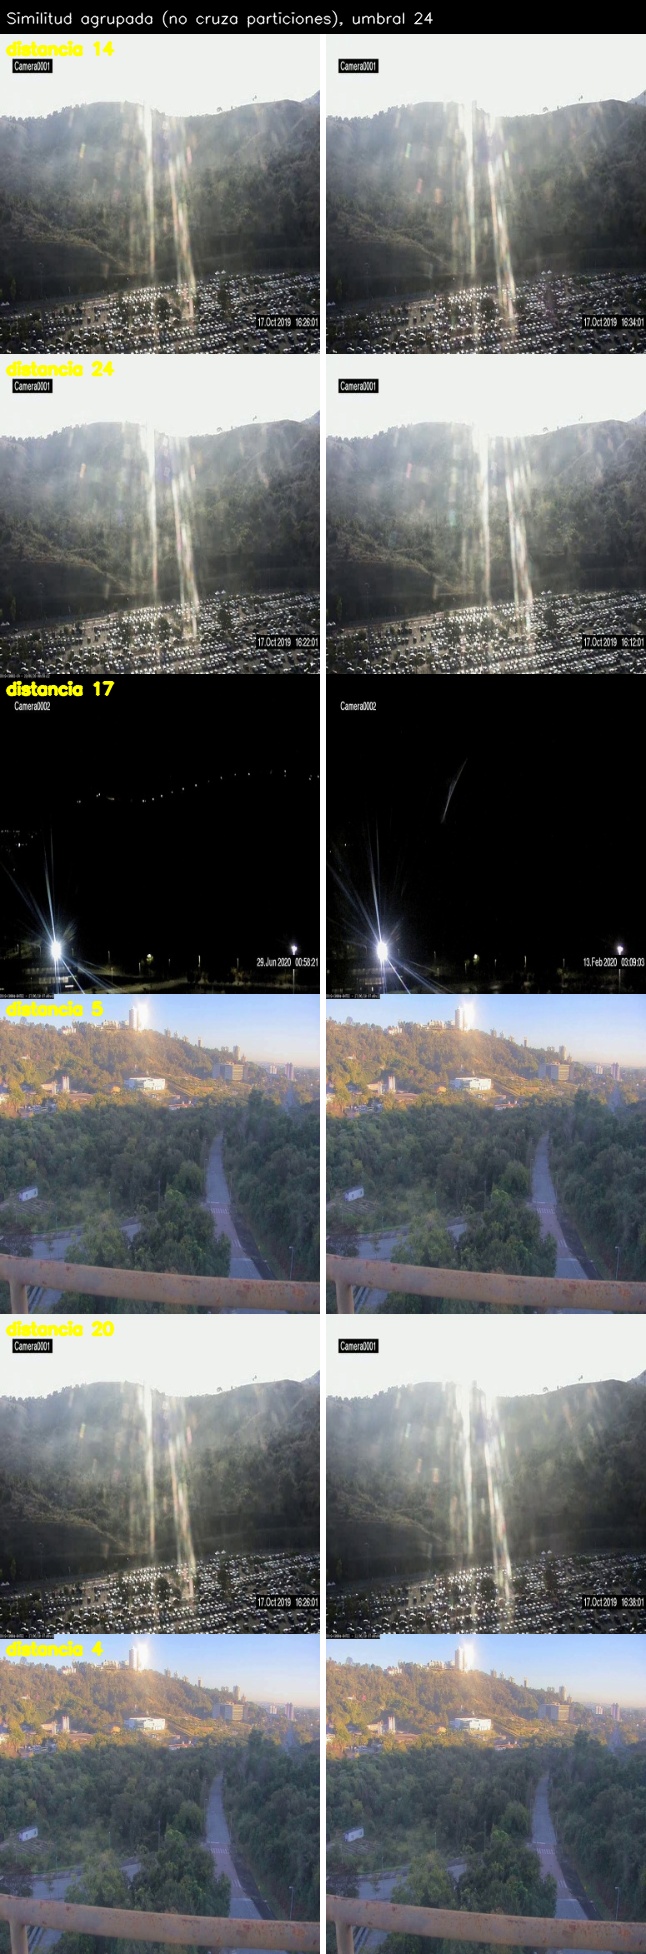 Similitud agrupada (no cruza particiones), umbral 24
distancia 14
Camera0001
Camera0001
17.Oct 2019 16:26:01
17.Oct 2019 16:34:01
distancia 24
Camera0001
Camera0001
17.Oct 2019 16:22:01
17.Oct 2019 16:12:01
distancia 17
Camera0002
Camera0002
29.Jun 2020 00:58:21
13.Feb 2020 03:09:03
distancia 5
distancia 20
Camera0001
Camera0001
17.Oct 2019 16:26:01
17.Oct 2019 16:38:01
distancia 4